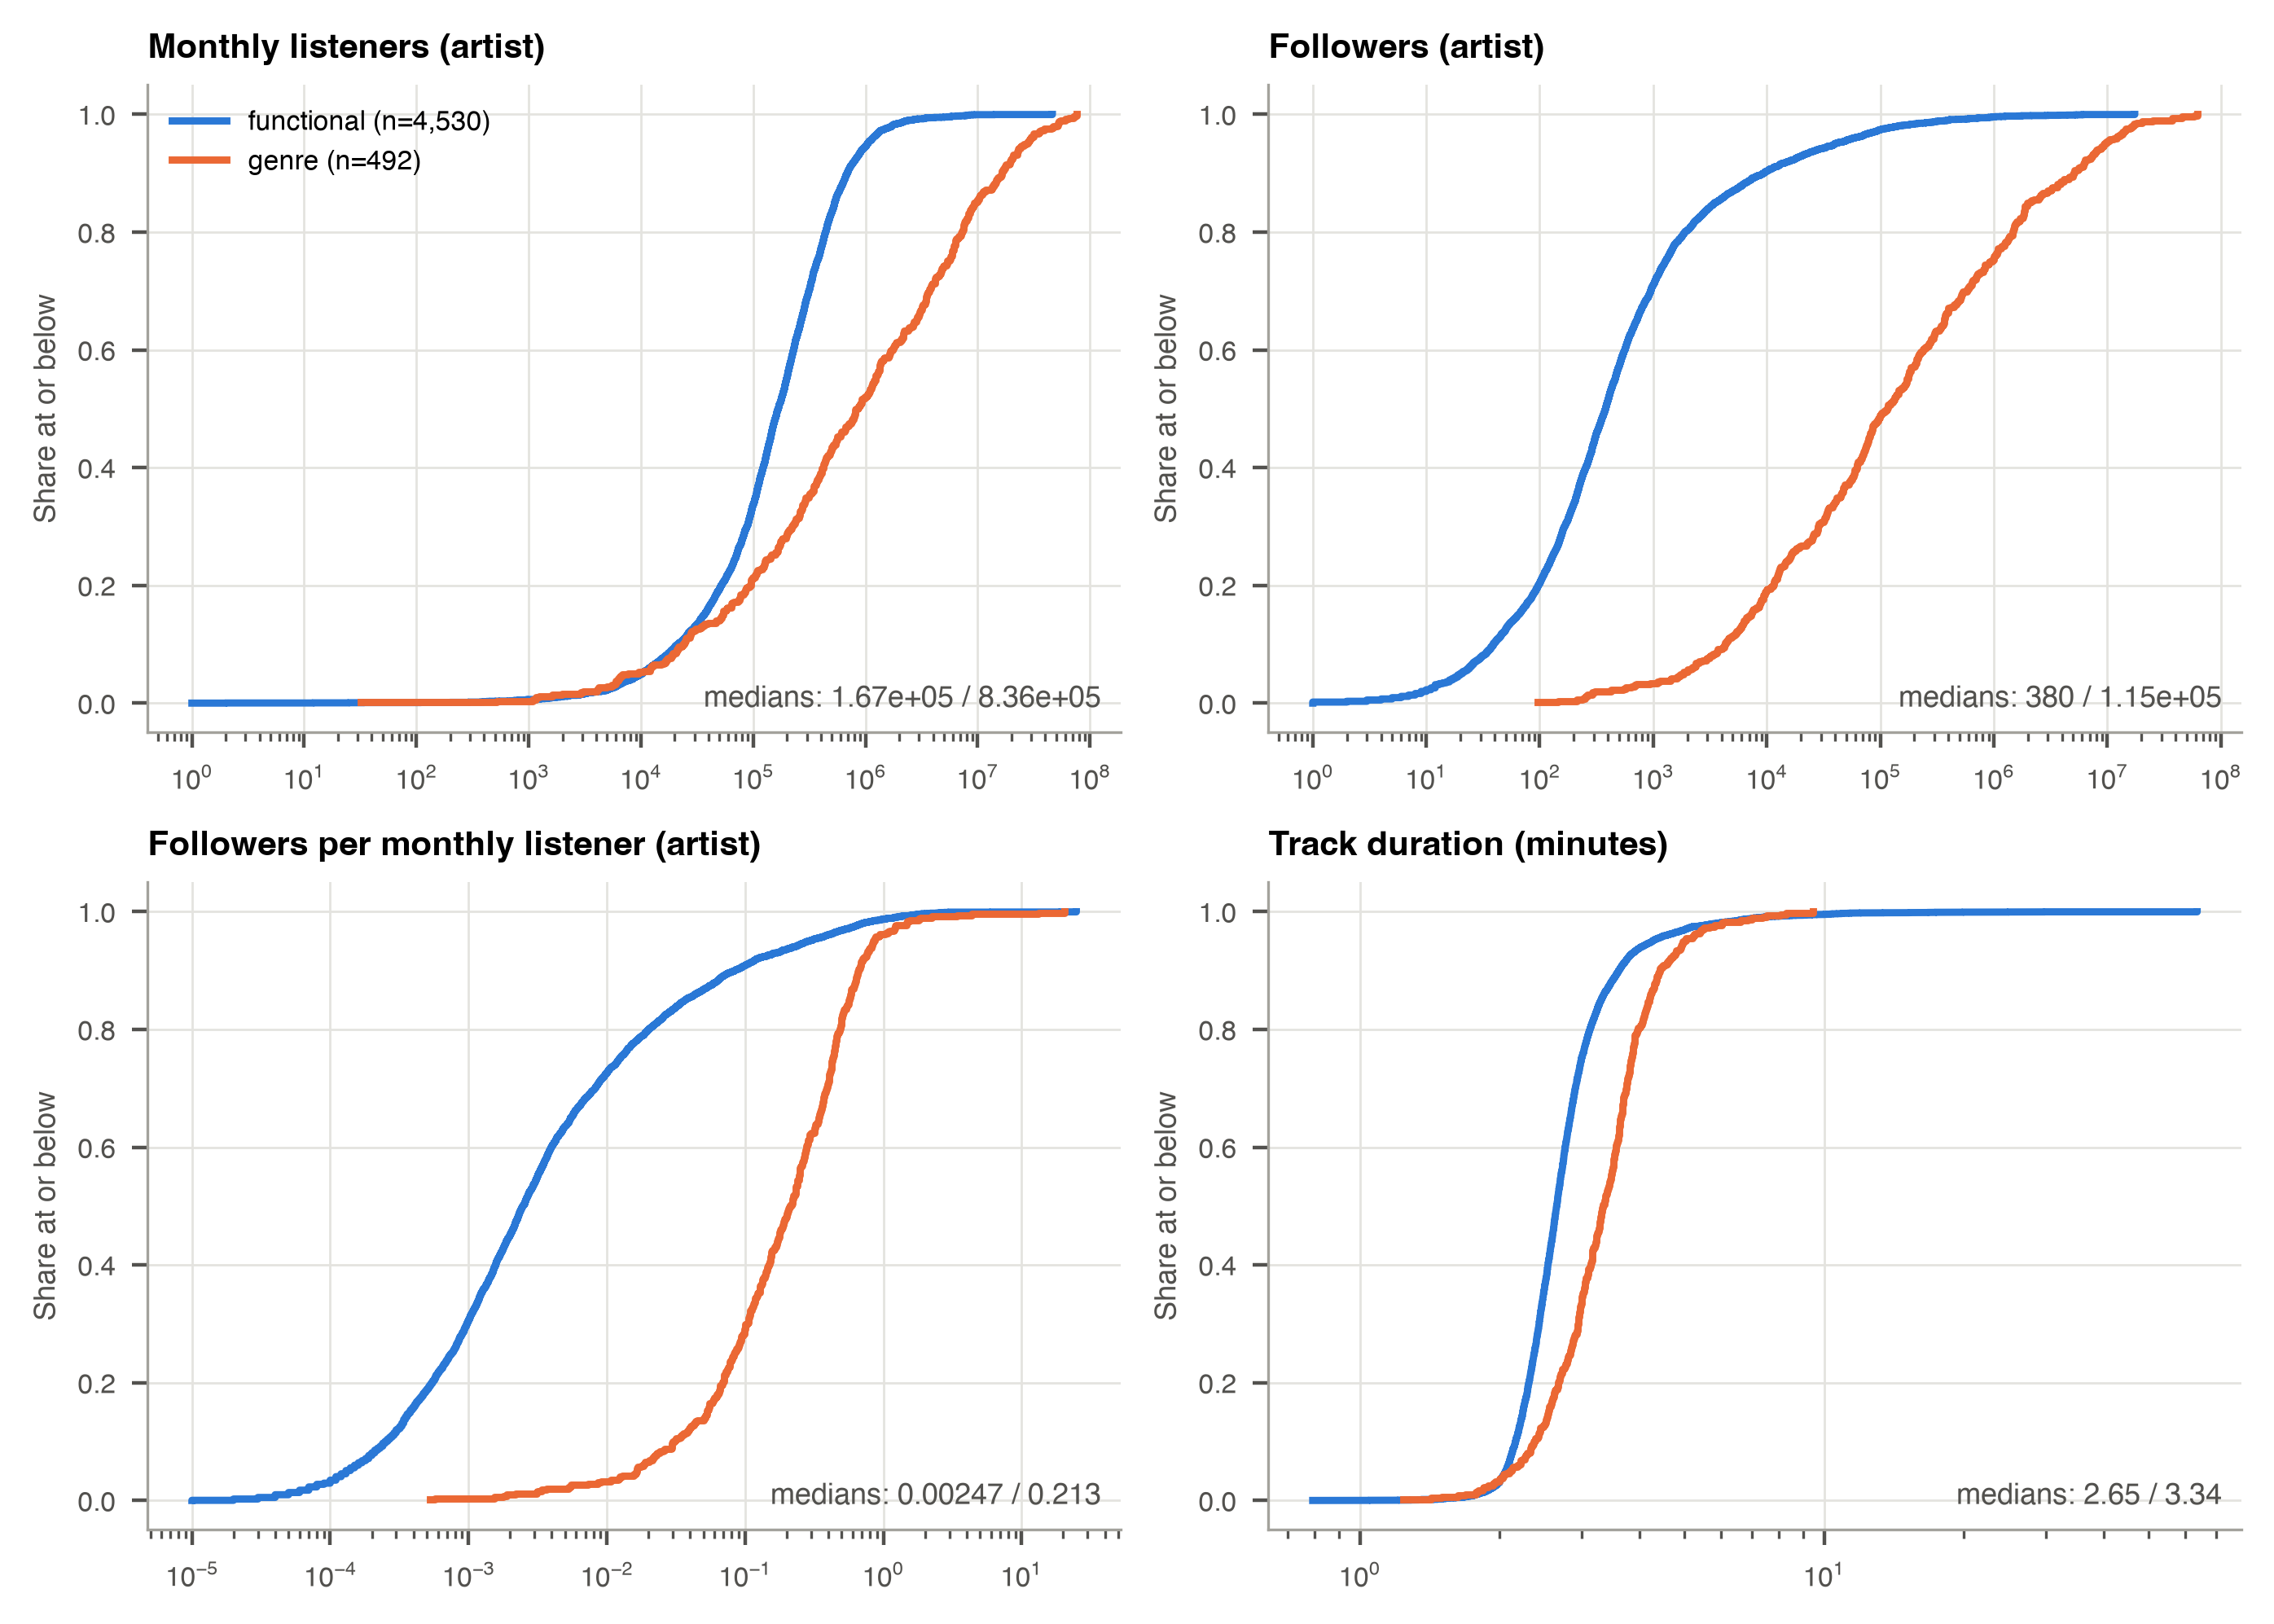 Monthly listeners (artist)
functional (n=4,530)
genre (n=492)
Share at or below
1.0
0.8
0.6
0.4
0.2
0.0
medians: 1.67e+05 / 8.36e+05
10⁰ 10¹ 10² 10³ 10⁴ 10⁵ 10⁶ 10⁷ 10⁸
Followers (artist)
Share at or below
1.0
0.8
0.6
0.4
0.2
0.0
medians: 380 / 1.15e+05
10⁰ 10¹ 10² 10³ 10⁴ 10⁵ 10⁶ 10⁷ 10⁸
Followers per monthly listener (artist)
Share at or below
1.0
0.8
0.6
0.4
0.2
0.0
medians: 0.00247 / 0.213
10⁻⁵ 10⁻⁴ 10⁻³ 10⁻² 10⁻¹ 10⁰ 10¹
Track duration (minutes)
Share at or below
1.0
0.8
0.6
0.4
0.2
0.0
medians: 2.65 / 3.34
10⁰ 10¹